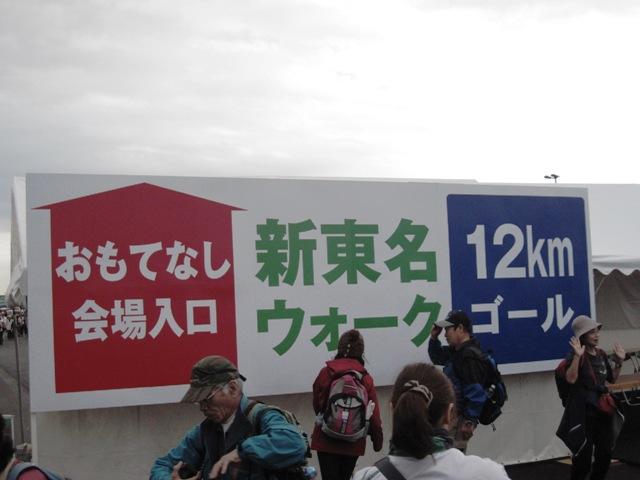 おもてなし
会場入口
新東名
ウォーク
12km
ゴール